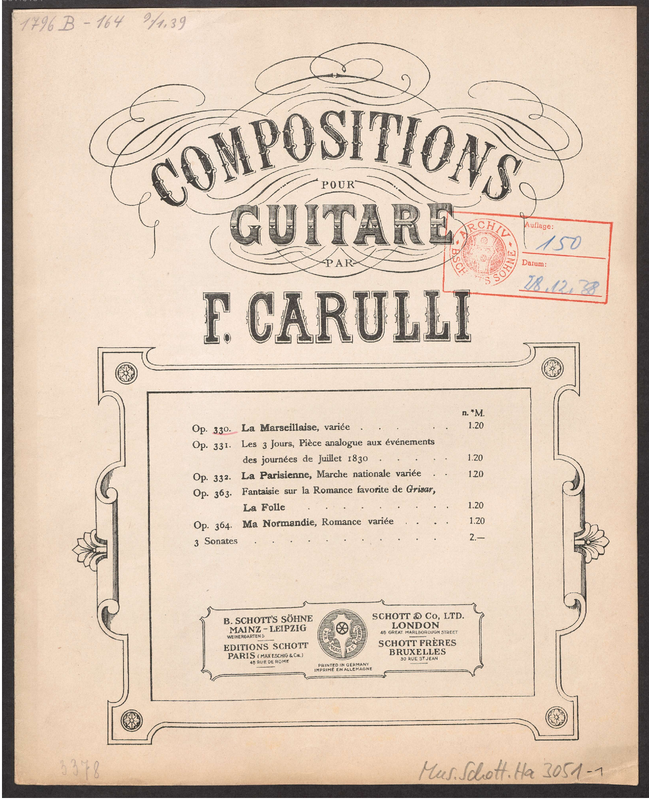 1796 B - 164 9/1.39
COMPOSITIONS
POUR
GUITARE
PAR
F. CARULLI
ARCHIV
B. SCHOTT'S SÖHNE
Auflage:
150
Datum:
28.12.38
n. *M.
Op. 330. La Marseillaise, variée . . . . . . 1.20
Op. 331. Les 3 Jours, Pièce analogue aux événements
des journées de Juillet 1830 . . . . . 1.20
Op. 332. La Parisienne, Marche nationale variée . . 1.20
Op. 363. Fantaisie sur la Romance favorite de Grisar,
La Folle . . . . . . . . . 1.20
Op. 364. Ma Normandie, Romance variée . . . . 1.20
3 Sonates . . . . . . . . . . . . 2.—
B. SCHOTT'S SÖHNE
MAINZ - LEIPZIG
WEIHERGARTEN 5
EDITIONS SCHOTT
PARIS (MAX ESCHIG & Cie.)
48 RUE DE ROME
SCHOTT & Co, LTD.
LONDON
48 GREAT MARLBOROUGH STREET
SCHOTT FRÈRES
BRUXELLES
30 RUE ST JEAN
PRINTED IN GERMANY
IMPRIMÉ EN ALLEMAGNE
3378
Mus. Schott. Ha 3051-1